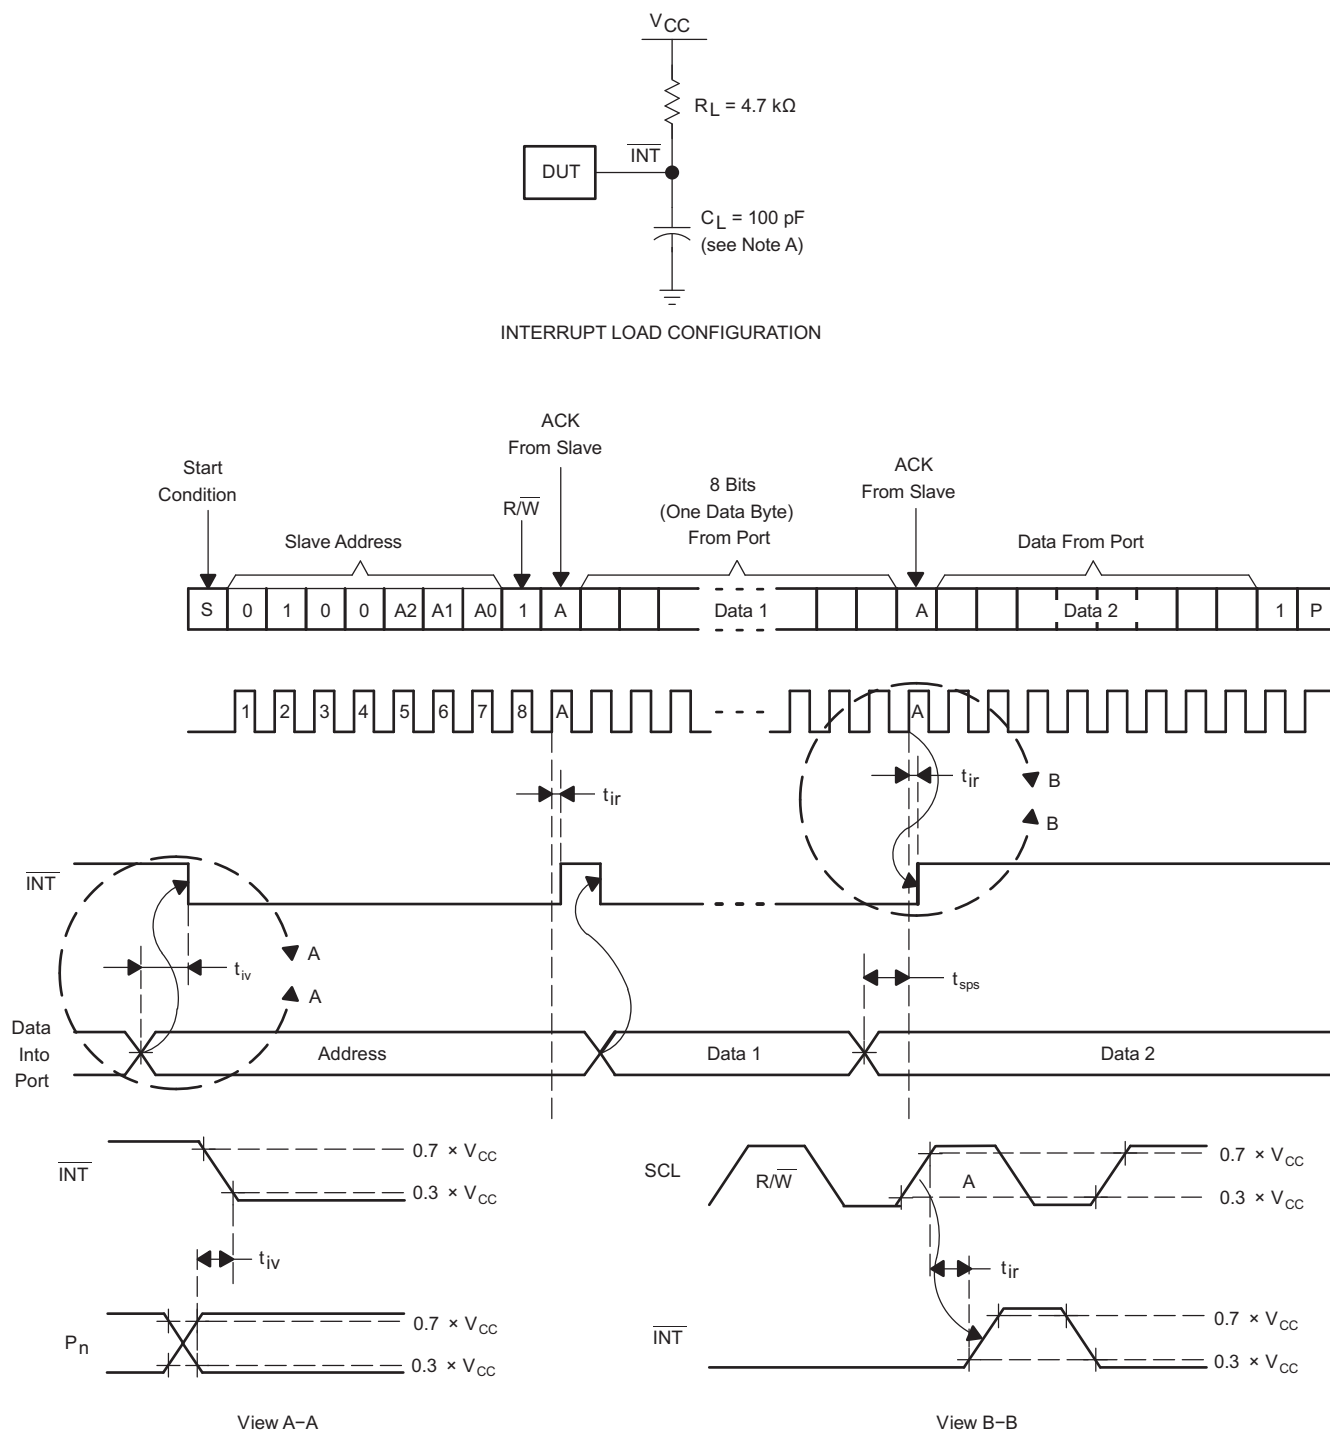 VCC
RL = 4.7 kΩ
INT
DUT
CL = 100 pF
(see Note A)
INTERRUPT LOAD CONFIGURATION
ACK
From Slave
Start
Condition
R/W
8 Bits
(One Data Byte)
From Port
ACK
From Slave
Slave Address
Data From Port
S 0 1 0 0 A2 A1 A0 1 A Data 1 A Data 2 1 P
1 2 3 4 5 6 7 8 A A
tir
tir
B
B
INT
A
tiv
A
tsps
Data
Into
Port
Address
Data 1
Data 2
INT
0.7 × VCC
0.3 × VCC
tiv
Pn
0.7 × VCC
0.3 × VCC
View A–A
SCL
R/W
A
0.7 × VCC
0.3 × VCC
tir
INT
0.7 × VCC
0.3 × VCC
View B–B